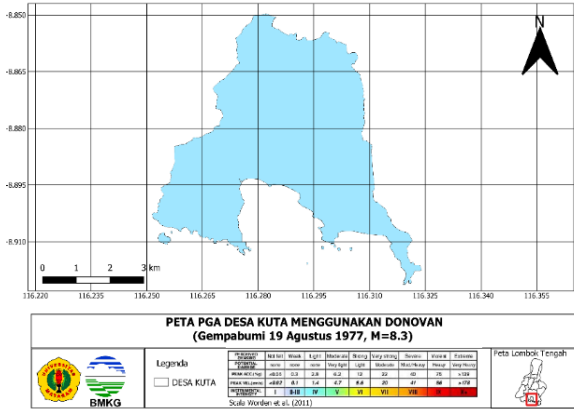 -8.850
-8.865
-8.880
-8.895
-8.910
N
0 1 2 3 km
116.220 116.235 116.250 116.265 116.280 116.295 116.310 116.325 116.340 116.355
PETA PGA DESA KUTA MENGGUNAKAN DONOVAN
(Gempabumi 19 Agustus 1977, M=8.3)
BMKG
Legenda
DESA KUTA
PERCEIVED SHAKING Not felt Weak Light Moderate Strong Very strong Severe Violent Extreme
POTENTIAL DAMAGE none none none Very light Light Moderate Mod./Heavy Heavy Very Heavy
I II-III IV V VI VII VIII
Scala Worden et al. (2011)
Peta Lombok Tengah